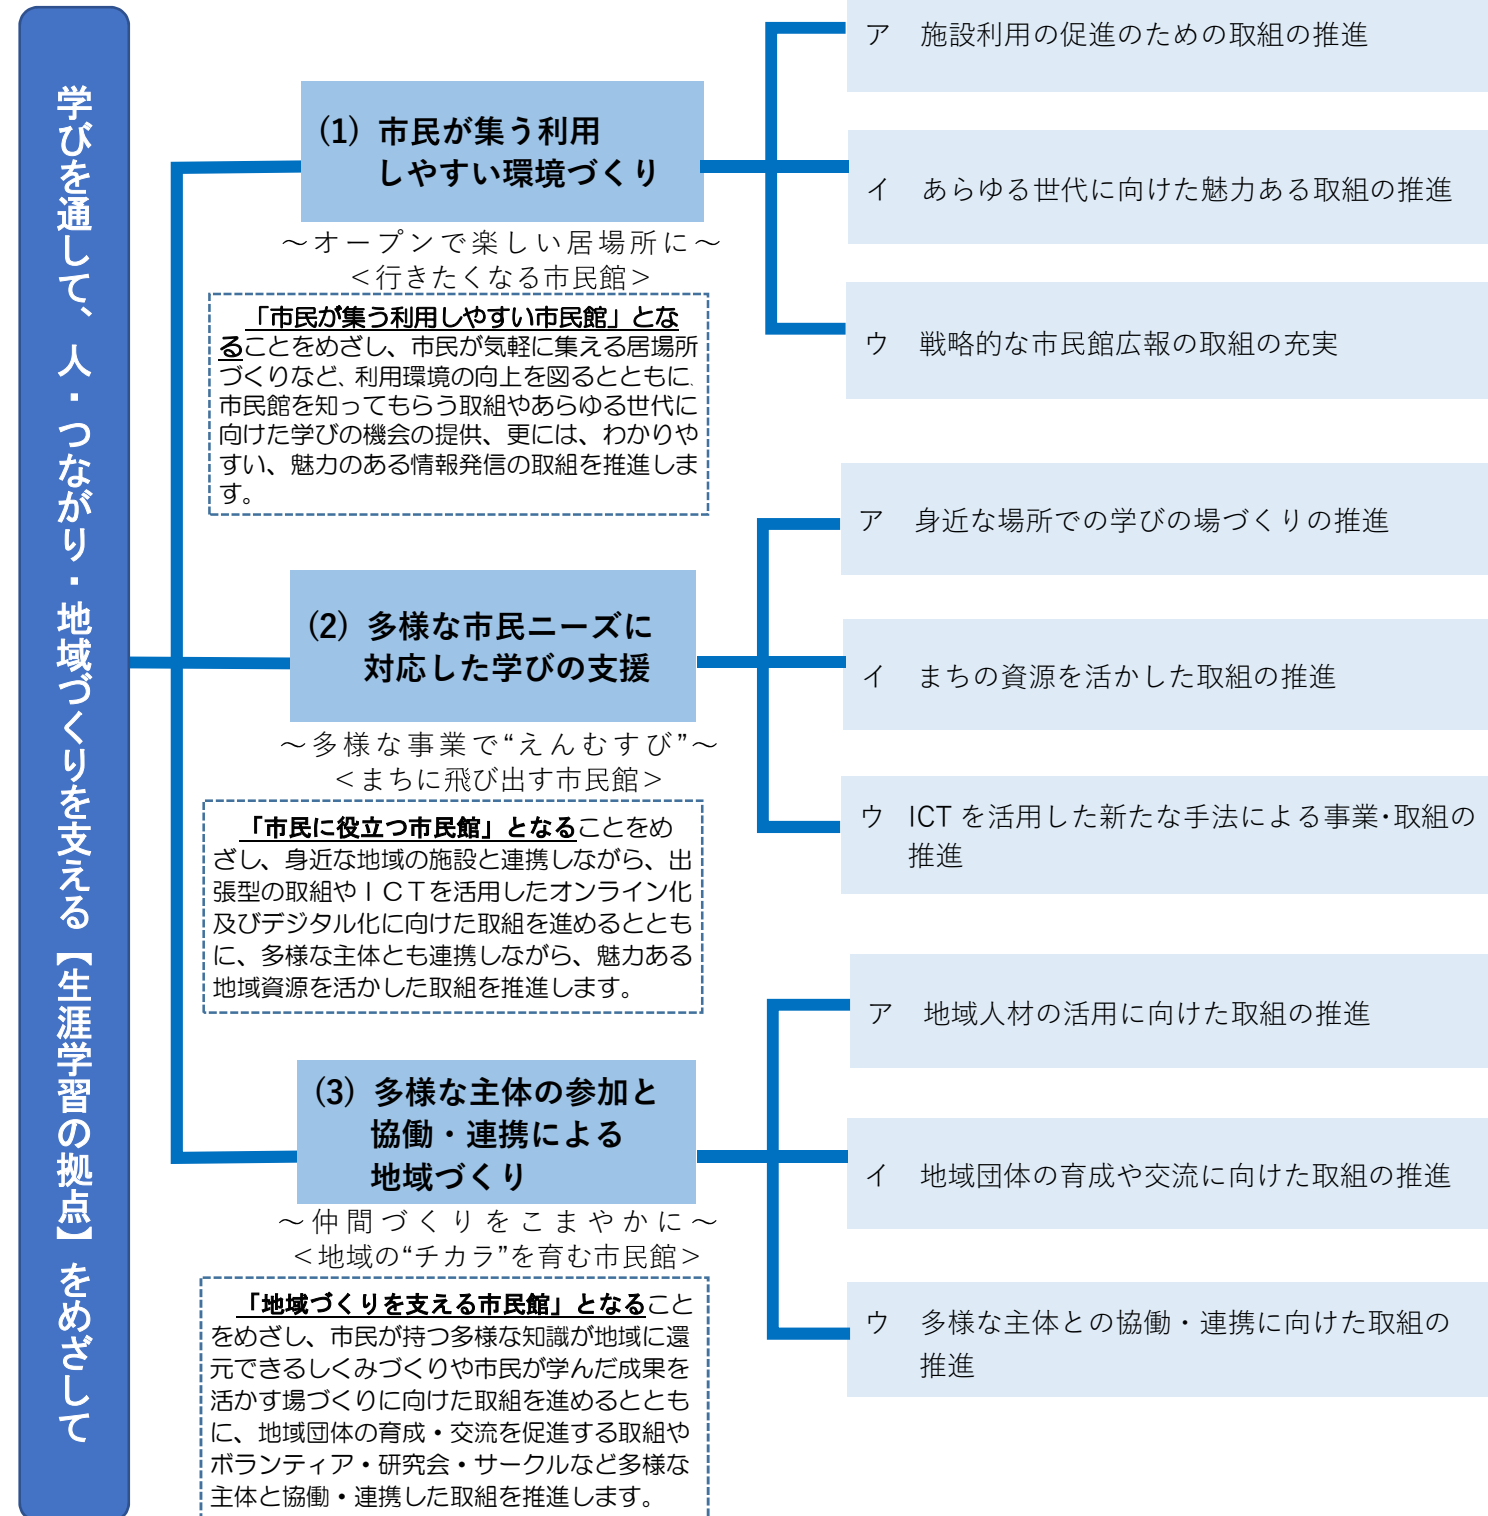 学びを通して、人・つながり・地域づくりを支える【生涯学習の拠点】をめざして
(1) 市民が集う利用
しやすい環境づくり
～オープンで楽しい居場所に～
＜行きたくなる市民館＞
「市民が集う利用しやすい市民館」とな
ることをめざし、市民が気軽に集える居場所
づくりなど、利用環境の向上を図るとともに、
市民館を知ってもらう取組やあらゆる世代に
向けた学びの機会の提供、更には、わかりや
すい、魅力のある情報発信の取組を推進しま
す。
ア　施設利用の促進のための取組の推進
イ　あらゆる世代に向けた魅力ある取組の推進
ウ　戦略的な市民館広報の取組の充実
(2) 多様な市民ニーズに
対応した学びの支援
～多様な事業で“えんむすび”～
＜まちに飛び出す市民館＞
「市民に役立つ市民館」となることをめ
ざし、身近な地域の施設と連携しながら、出
張型の取組やＩＣＴを活用したオンライン化
及びデジタル化に向けた取組を進めるととも
に、多様な主体とも連携しながら、魅力ある
地域資源を活かした取組を推進します。
ア　身近な場所での学びの場づくりの推進
イ　まちの資源を活かした取組の推進
ウ　ICT を活用した新たな手法による事業・取組の
推進
(3) 多様な主体の参加と
協働・連携による
地域づくり
～仲間づくりをこまやかに～
＜地域の“チカラ”を育む市民館＞
「地域づくりを支える市民館」となること
をめざし、市民が持つ多様な知識が地域に還
元できるしくみづくりや市民が学んだ成果を
活かす場づくりに向けた取組を進めるととも
に、地域団体の育成・交流を促進する取組や
ボランティア・研究会・サークルなど多様な
主体と協働・連携した取組を推進します。
ア　地域人材の活用に向けた取組の推進
イ　地域団体の育成や交流に向けた取組の推進
ウ　多様な主体との協働・連携に向けた取組の
推進